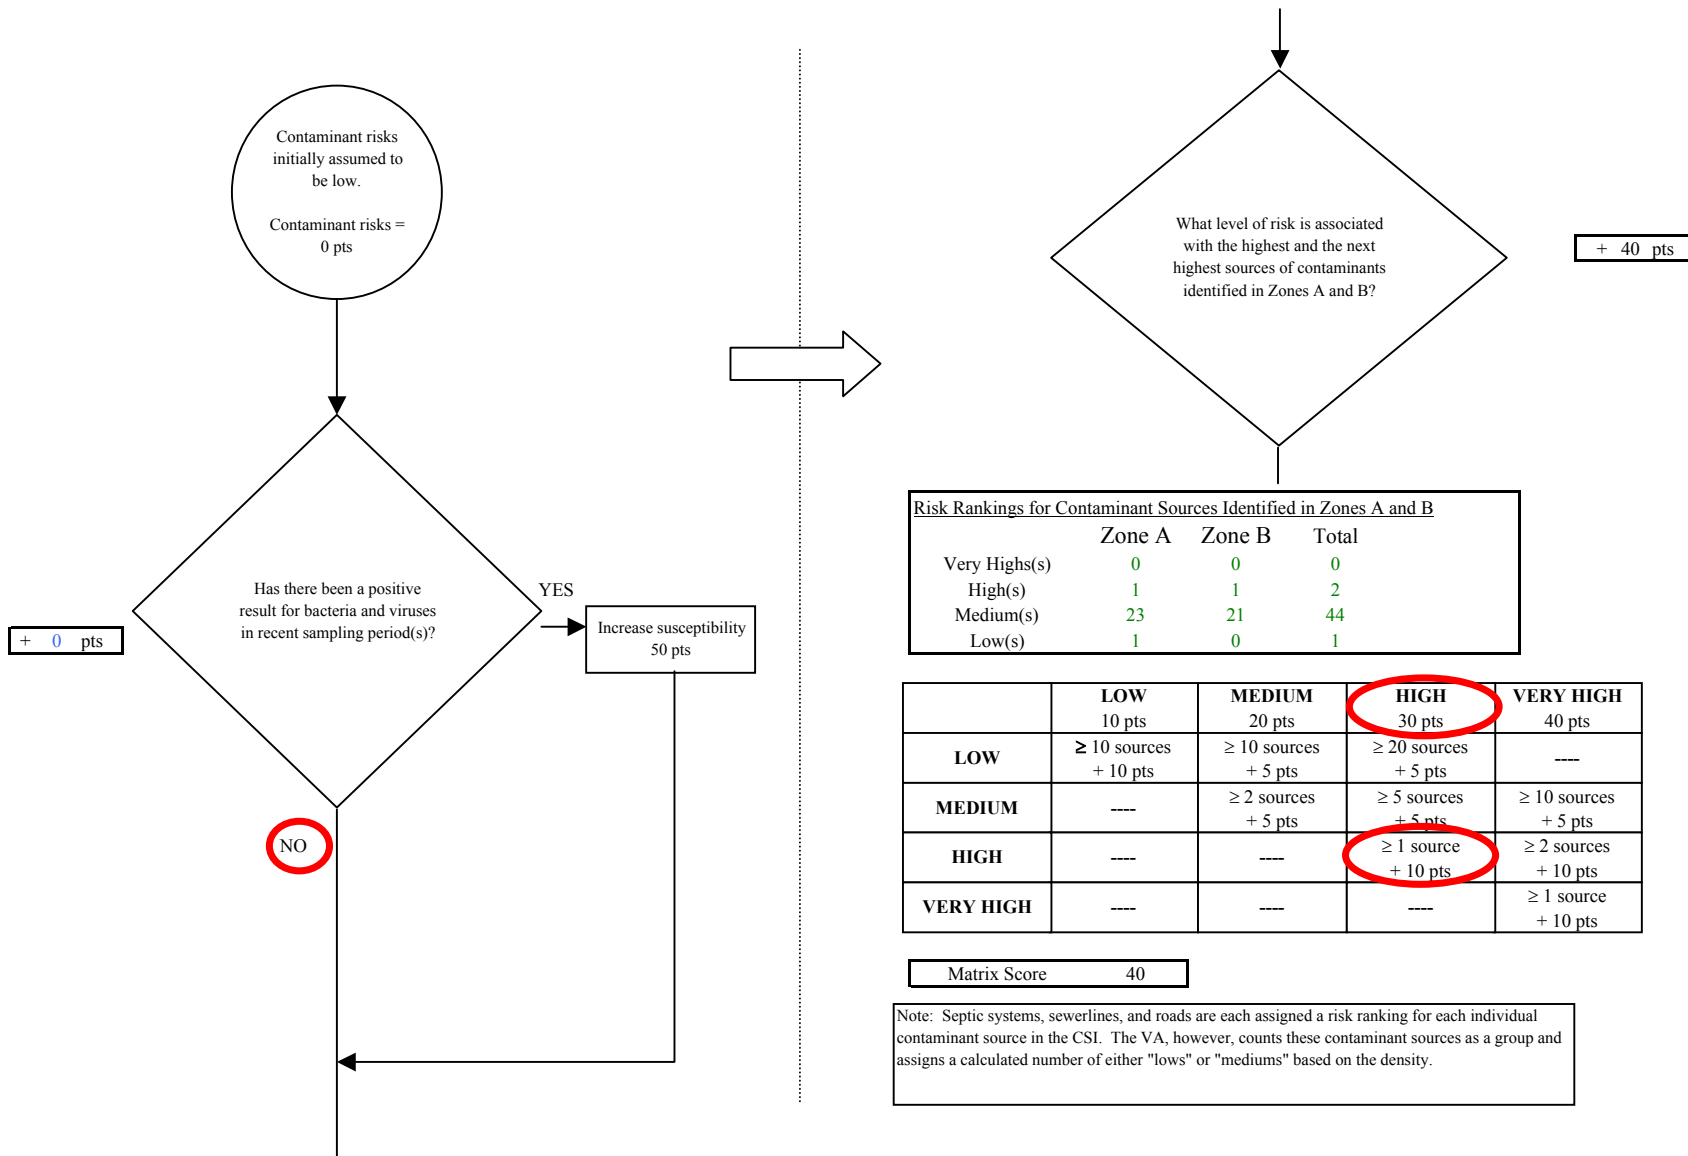 Contaminant risks
initially assumed to
be low.
Contaminant risks =
0 pts
Has there been a positive
result for bacteria and viruses
in recent sampling period(s)?
+ 0 pts
YES
Increase susceptibility
50 pts
NO
What level of risk is associated
with the highest and the next
highest sources of contaminants
identified in Zones A and B?
+ 40 pts
Risk Rankings for Contaminant Sources Identified in Zones A and B
Zone A Zone B Total
Very Highs(s) 0 0 0
High(s) 1 1 2
Medium(s) 23 21 44
Low(s) 1 0 1
LOW MEDIUM HIGH VERY HIGH
10 pts 20 pts 30 pts 40 pts
LOW ≥ 10 sources + 10 pts ≥ 10 sources + 5 pts ≥ 20 sources + 5 pts ----
MEDIUM ---- ≥ 2 sources + 5 pts ≥ 5 sources + 5 pts ≥ 10 sources + 5 pts
HIGH ---- ---- ≥ 1 source + 10 pts ≥ 2 sources + 10 pts
VERY HIGH ---- ---- ---- ≥ 1 source + 10 pts
Matrix Score 40
Note: Septic systems, sewerlines, and roads are each assigned a risk ranking for each individual
contaminant source in the CSI. The VA, however, counts these contaminant sources as a group and
assigns a calculated number of either "lows" or "mediums" based on the density.